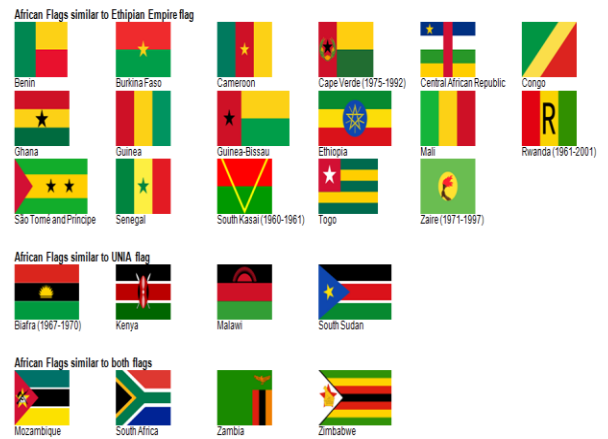 African Flags similar to Ethipian Empire flag
Benin Burkina Faso Cameroon Cape Verde (1975-1992) Central African Republic Congo
R
Ghana Guinea Guinea-Bissau Ethiopia Mali Rwanda (1961-2001)
São Tomé and Principe Senegal South Kasai (1960-1961) Togo Zaire (1971-1997)
African Flags similar to UNIA flag
Biafra (1967-1970) Kenya Malawi South Sudan
African Flags similar to both flags
Mozambique South Africa Zambia Zimbabwe